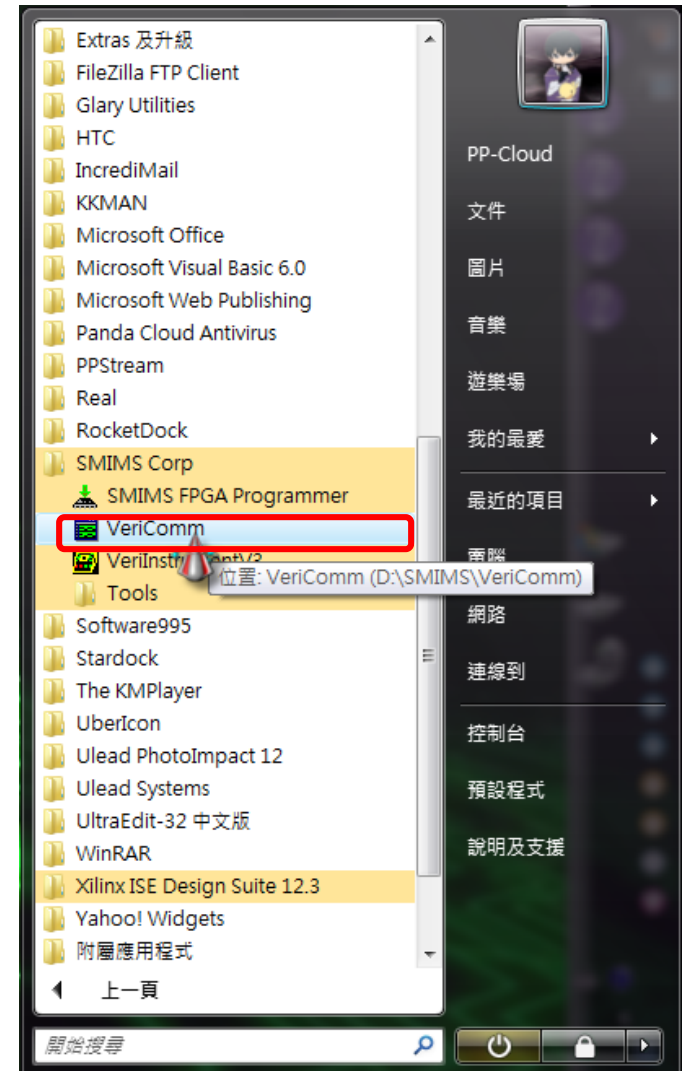 Extras 及升級
FileZilla FTP Client
Glary Utilities
HTC
IncrediMail
KKMAN
Microsoft Office
Microsoft Visual Basic 6.0
Microsoft Web Publishing
Panda Cloud Antivirus
PPStream
Real
RocketDock
SMIMS Corp
SMIMS FPGA Programmer
VeriComm
VeriInstrumentV3
位置: VeriComm (D:\SMIMS\VeriComm)
Tools
Software995
Stardock
The KMPlayer
UberIcon
Ulead PhotoImpact 12
Ulead Systems
UltraEdit-32 中文版
WinRAR
Xilinx ISE Design Suite 12.3
Yahoo! Widgets
附屬應用程式
上一頁
開始搜尋
PP-Cloud
文件
圖片
音樂
遊樂場
我的最愛
最近的項目
電腦
網路
連線到
控制台
預設程式
說明及支援